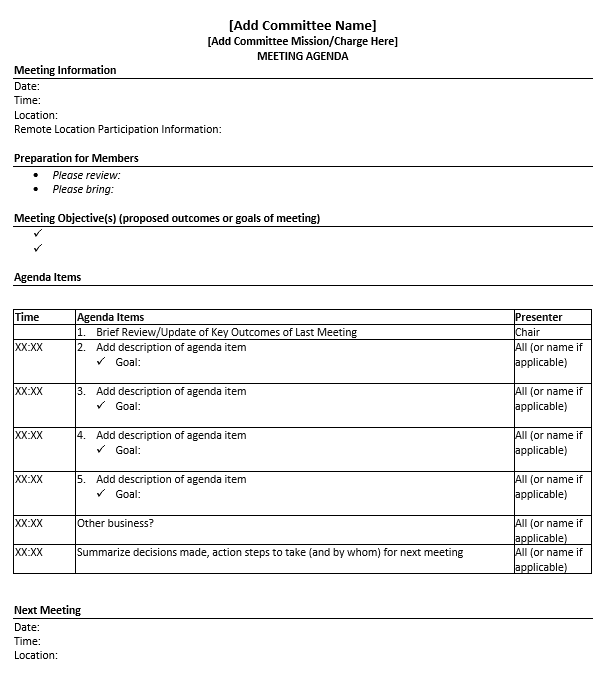 [Add Committee Name]
[Add Committee Mission/Charge Here]
MEETING AGENDA
Meeting Information
Date:
Time:
Location:
Remote Location Participation Information:
Preparation for Members
• Please review:
• Please bring:
Meeting Objective(s) (proposed outcomes or goals of meeting)
✓
✓
Agenda Items
Time Agenda Items Presenter
1. Brief Review/Update of Key Outcomes of Last Meeting Chair
XX:XX 2. Add description of agenda item All (or name if
✓ Goal: applicable)
XX:XX 3. Add description of agenda item All (or name if
✓ Goal: applicable)
XX:XX 4. Add description of agenda item All (or name if
✓ Goal: applicable)
XX:XX 5. Add description of agenda item All (or name if
✓ Goal: applicable)
XX:XX Other business? All (or name if
applicable)
XX:XX Summarize decisions made, action steps to take (and by whom) for next meeting All (or name if
applicable)
Next Meeting
Date:
Time:
Location: